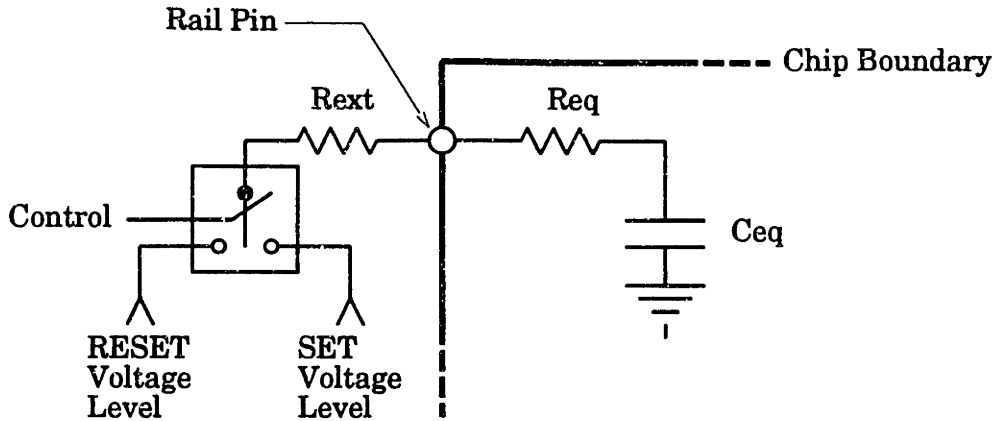 Rail Pin
Chip Boundary
Rext
Req
Control
Ceq
RESET
Voltage
Level
SET
Voltage
Level